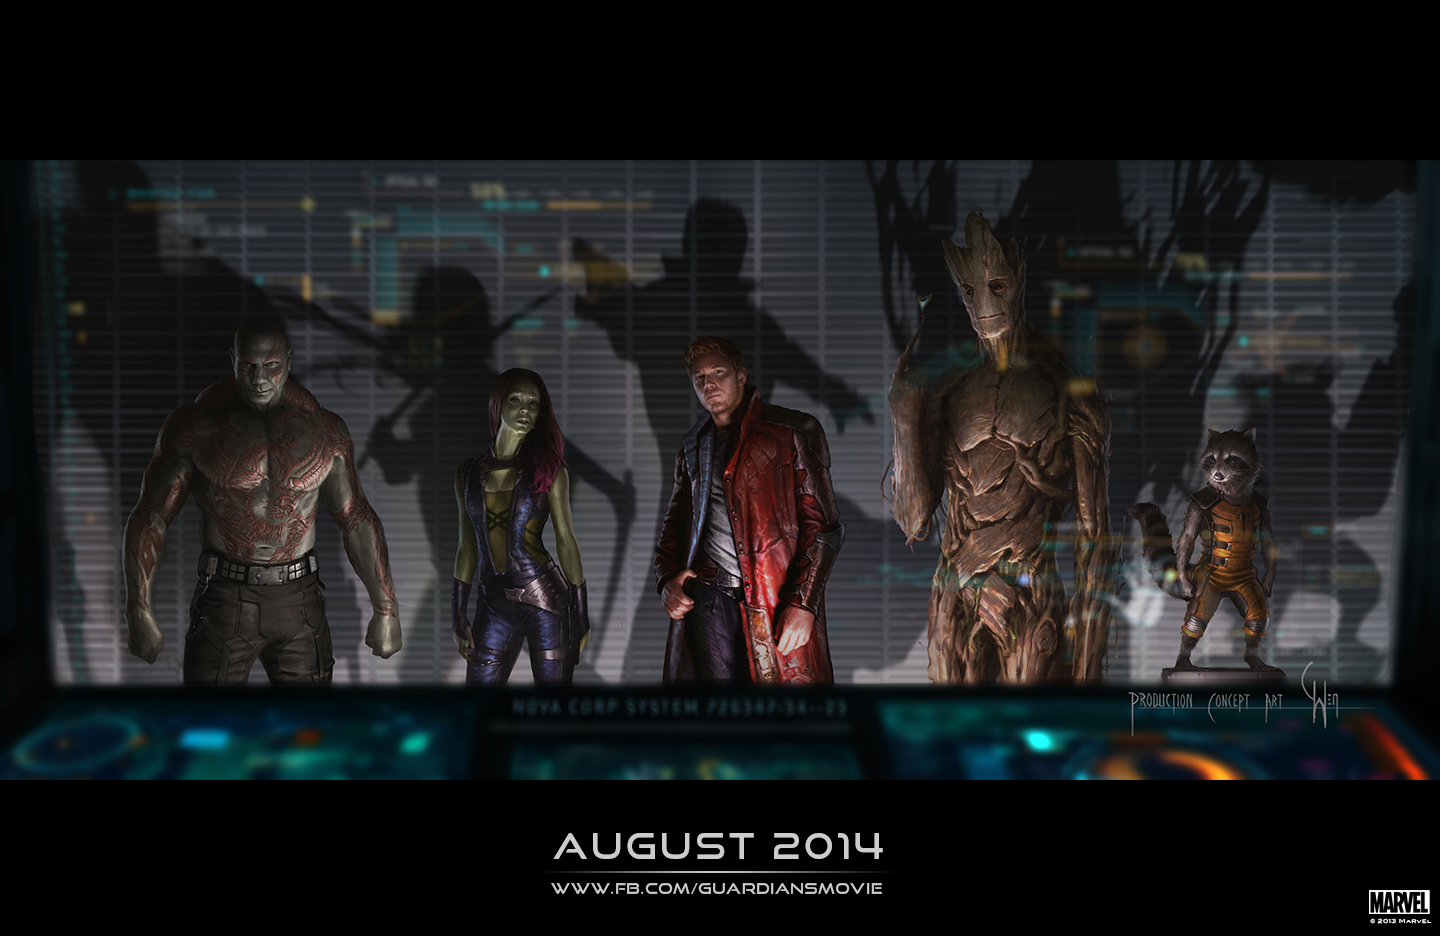 NOVA CORP SYSTEM
PRODUCTION CONCEPT ART
AUGUST 2014
WWW.FB.COM/GUARDIANSMOVIE
MARVEL
© 2013 MARVEL